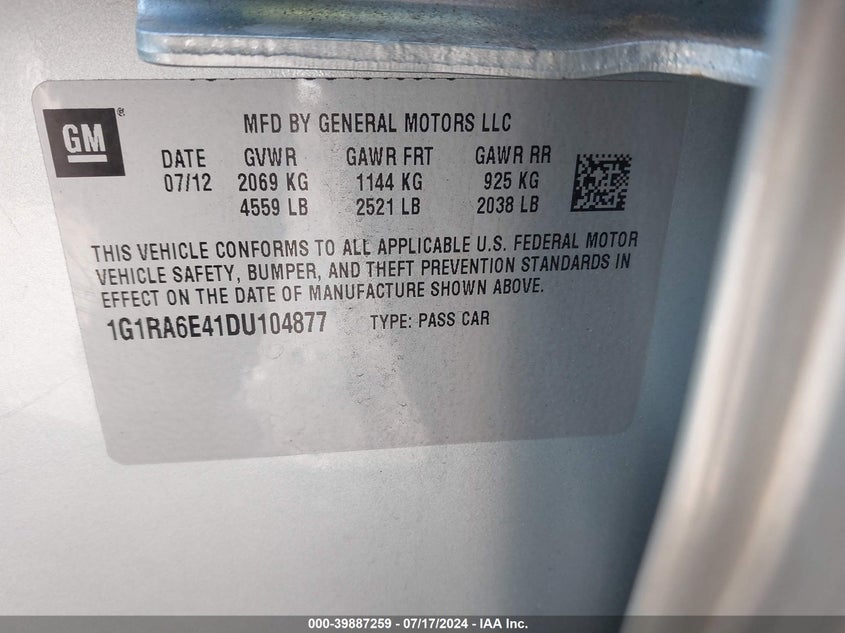 GM
MFD BY GENERAL MOTORS LLC
DATE GVWR GAWR FRT GAWR RR
07/12 2069 KG 1144 KG 925 KG
4559 LB 2521 LB 2038 LB
THIS VEHICLE CONFORMS TO ALL APPLICABLE U.S. FEDERAL MOTOR
VEHICLE SAFETY, BUMPER, AND THEFT PREVENTION STANDARDS IN
EFFECT ON THE DATE OF MANUFACTURE SHOWN ABOVE.
1G1RA6E41DU104877 TYPE: PASS CAR
000-39887259 - 07/17/2024 - IAA Inc.